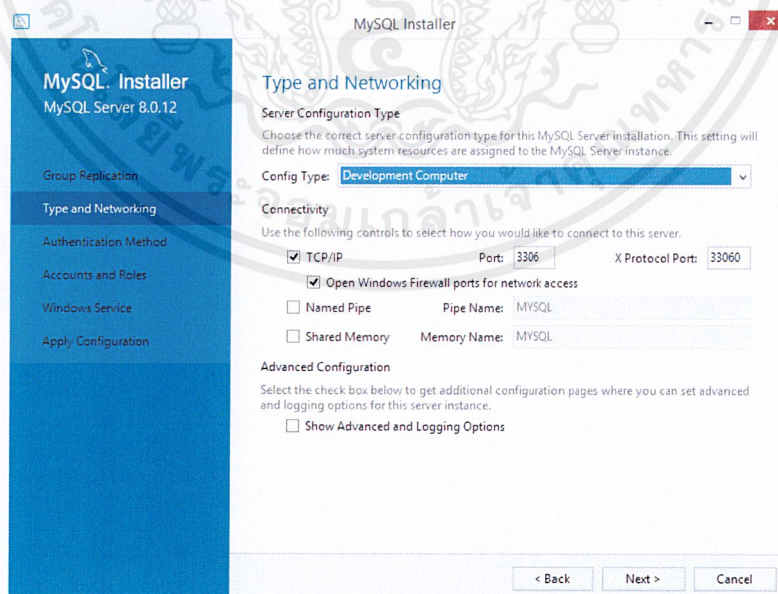 MySQL Installer
MySQL. Installer
MySQL Server 8.0.12
Group Replication
Type and Networking
Authentication Method
Accounts and Roles
Windows Service
Apply Configuration
Type and Networking
Server Configuration Type
Choose the correct server configuration type for this MySQL Server installation. This setting will
define how much system resources are assigned to the MySQL Server instance.
Config Type: Development Computer
Connectivity
Use the following controls to select how you would like to connect to this server.
TCP/IP Port: 3306 X Protocol Port: 33060
Open Windows Firewall ports for network access
Named Pipe Pipe Name: MYSQL
Shared Memory Memory Name: MYSQL
Advanced Configuration
Select the check box below to get additional configuration pages where you can set advanced
and logging options for this server instance.
Show Advanced and Logging Options
< Back Next > Cancel